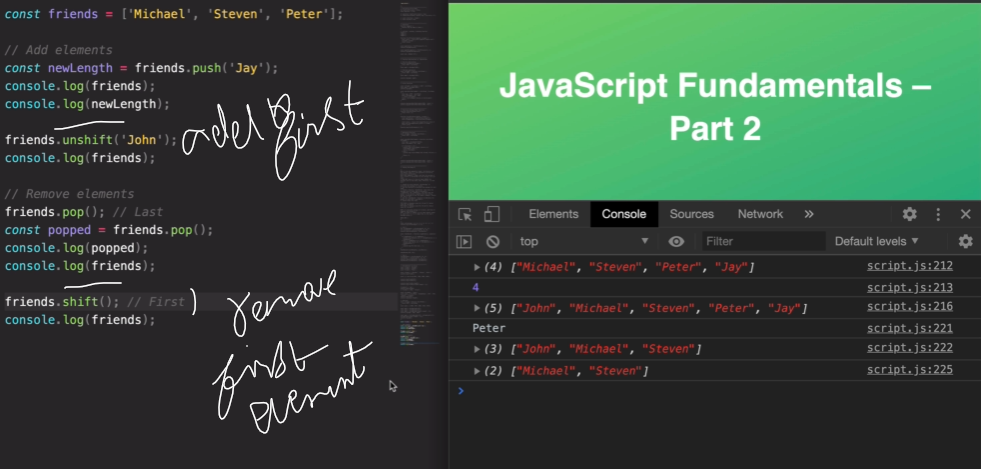 const friends = ['Michael', 'Steven', 'Peter'];
// Add elements
const newLength = friends.push('Jay');
console.log(friends);
console.log(newLength);
friends.unshift('John');
console.log(friends);
add to first
// Remove elements
friends.pop(); // Last
const popped = friends.pop();
console.log(popped);
console.log(friends);
friends.shift(); // First
console.log(friends);
remove
first
element
JavaScript Fundamentals –
Part 2
Elements Console Sources Network »
top Filter Default levels
(4) ["Michael", "Steven", "Peter", "Jay"] script.js:212
4 script.js:213
(5) ["John", "Michael", "Steven", "Peter", "Jay"] script.js:216
Peter script.js:221
(3) ["John", "Michael", "Steven"] script.js:222
(2) ["Michael", "Steven"] script.js:225
>